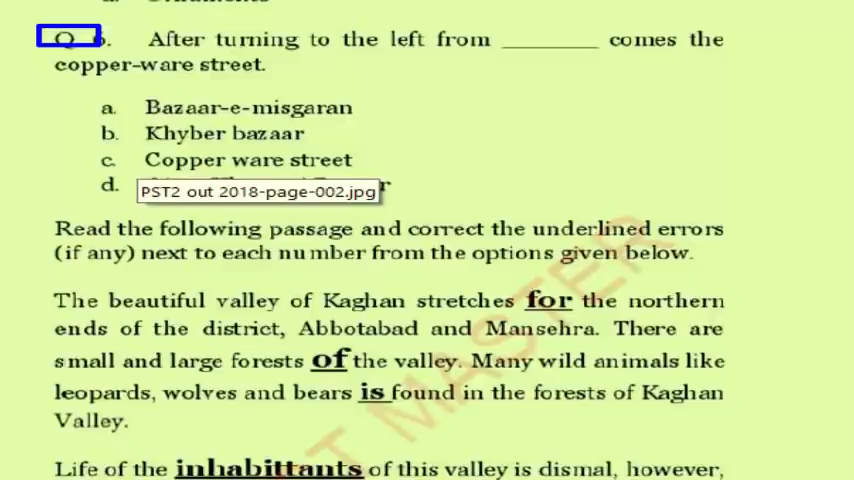 Q 6. After turning to the left from ________ comes the
copper-ware street.
a. Bazaar-e-misgaran
b. Khyber bazaar
c. Copper ware street
d.
PST2 out 2018-page-002.jpg
Read the following passage and correct the underlined errors
(if any) next to each number from the options given below.
The beautiful valley of Kaghan stretches for the northern
ends of the district, Abbotabad and Mansehra. There are
small and large forests of the valley. Many wild animals like
leopards, wolves and bears is found in the forests of Kaghan
Valley.
Life of the inhabittants of this valley is dismal, however,
T MASTER